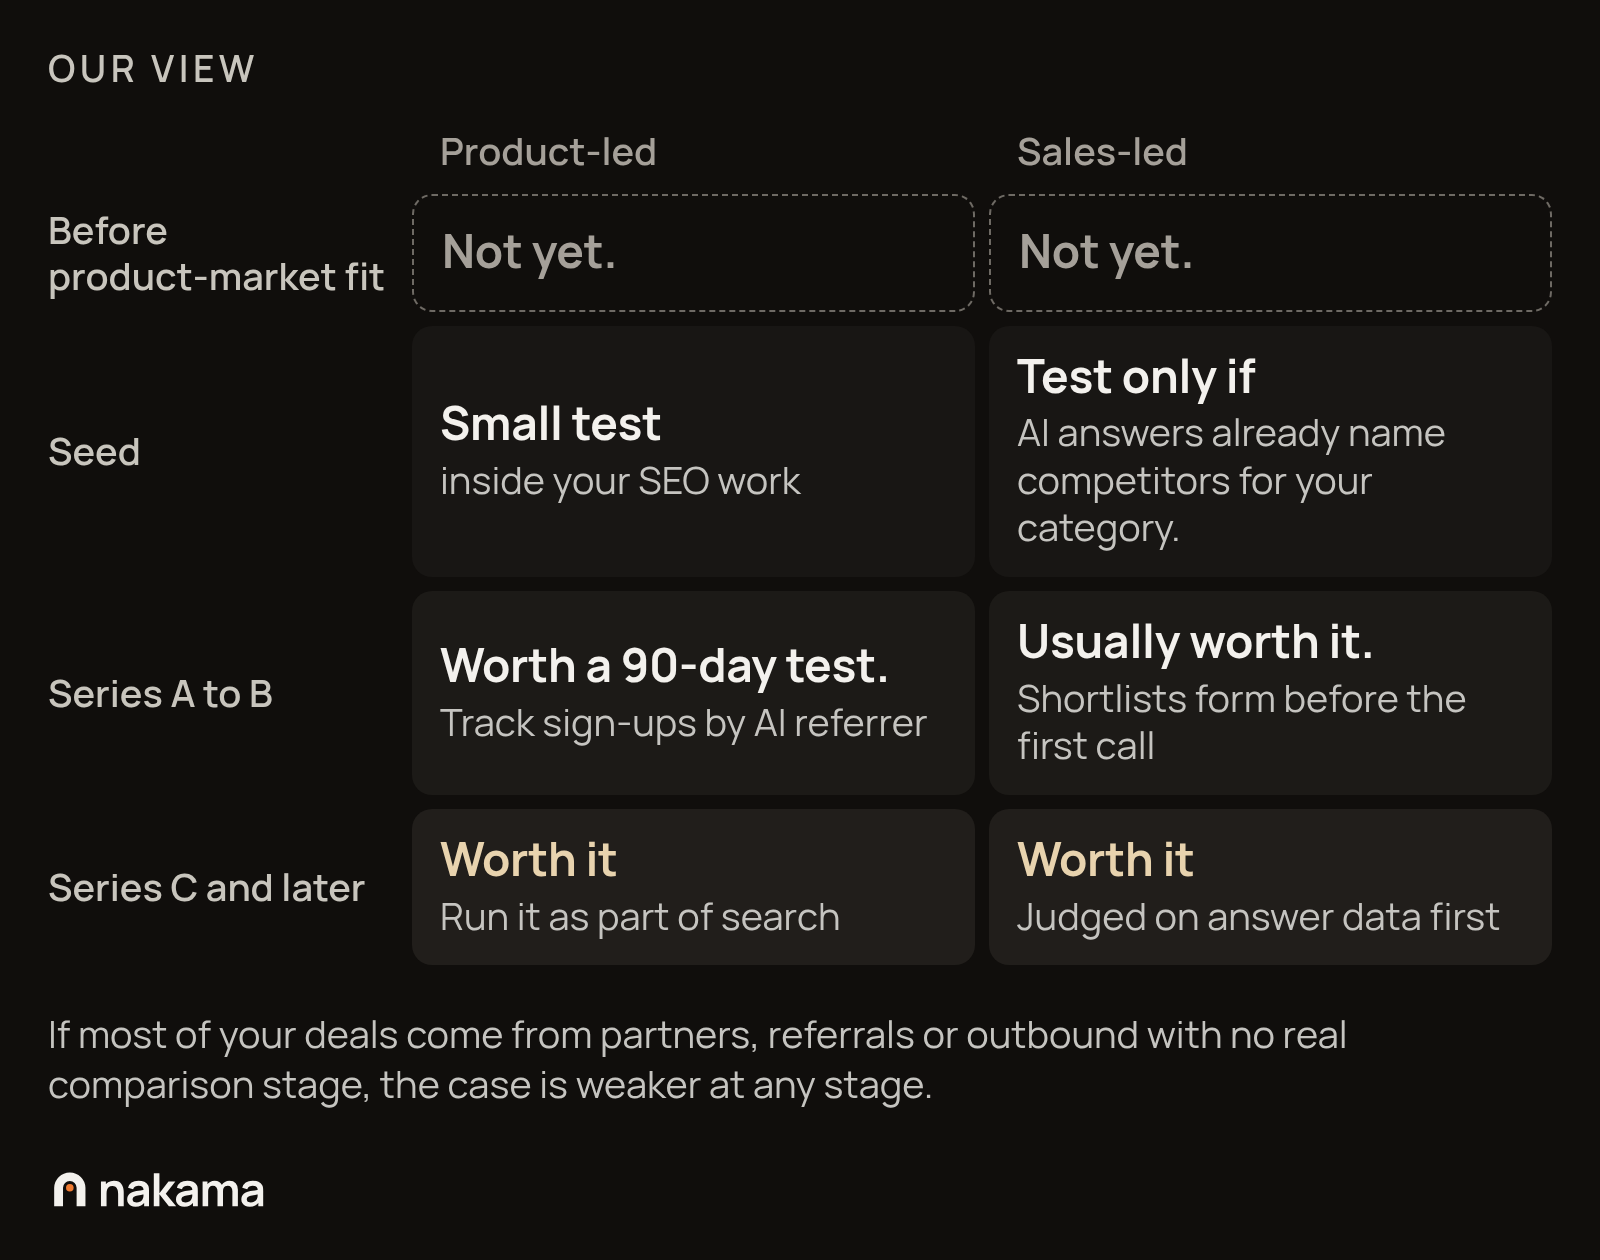 OUR VIEW
Product-led
Sales-led
Before
product-market fit
Not yet.
Not yet.
Seed
Small test
inside your SEO work
Test only if
AI answers already name
competitors for your
category.
Series A to B
Worth a 90-day test.
Track sign-ups by AI referrer
Usually worth it.
Shortlists form before the
first call
Series C and later
Worth it
Run it as part of search
Worth it
Judged on answer data first
If most of your deals come from partners, referrals or outbound with no real
comparison stage, the case is weaker at any stage.
nakama